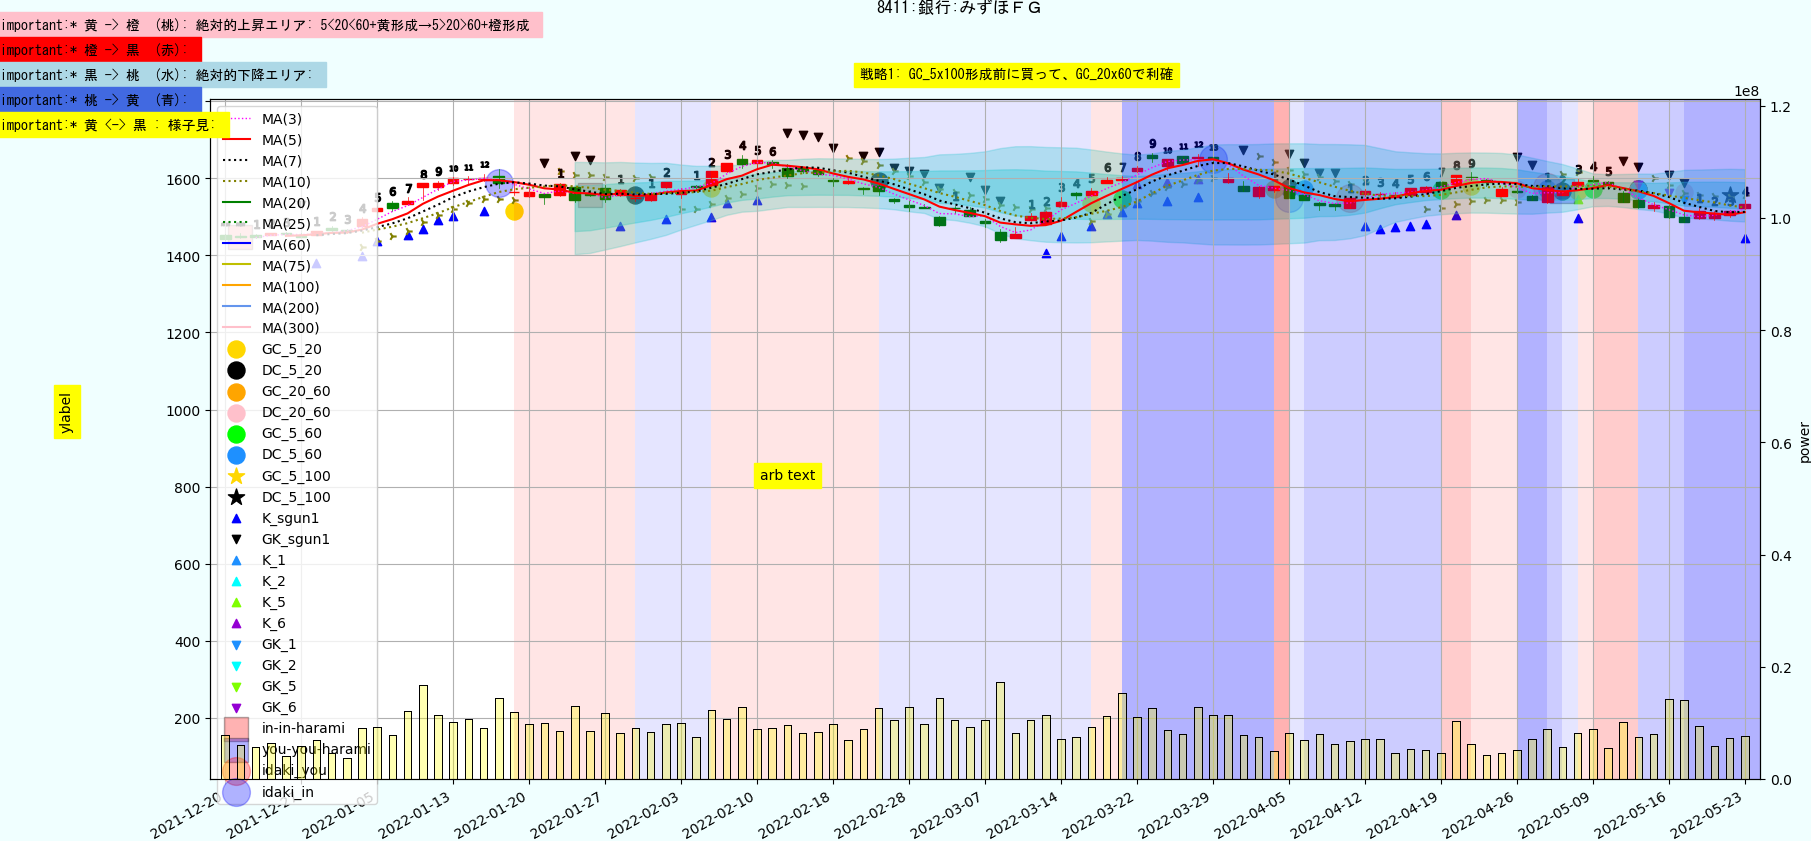 8411:銀行:みずほＦＧ
important:* 黄 -> 橙 (桃): 絶対的上昇エリア: 5<20<60+黄形成→5>20>60+橙形成
important:* 橙 -> 黒 (赤):
important:* 黒 -> 桃 (水): 絶対的下降エリア:
戦略1: GC_5x100形成前に買って、GC_20x60で利確
important:* 桃 -> 黄 (青):
important:* 黄 <-> 黒 : 様子見:
1e8
MA(3)
MA(5)
MA(7)
MA(10)
MA(20)
MA(25)
MA(60)
MA(75)
MA(100)
MA(200)
MA(300)
GC_5_20
DC_5_20
GC_20_60
DC_20_60
GC_5_60
DC_5_60
GC_5_100
DC_5_100
K_sgun1
GK_sgun1
K_1
K_2
K_5
K_6
GK_1
GK_2
GK_5
GK_6
in-in-harami
you-you-harami
idaki_you
idaki_in
ylabel
arb text
power
1600
1400
1200
1000
800
600
400
200
1.2
1.0
0.8
0.6
0.4
0.2
0.0
2021-12-20
2022-01-05
2022-01-13
2022-01-20
2022-01-27
2022-02-03
2022-02-10
2022-02-18
2022-02-28
2022-03-07
2022-03-14
2022-03-22
2022-03-29
2022-04-05
2022-04-12
2022-04-19
2022-04-26
2022-05-09
2022-05-16
2022-05-23